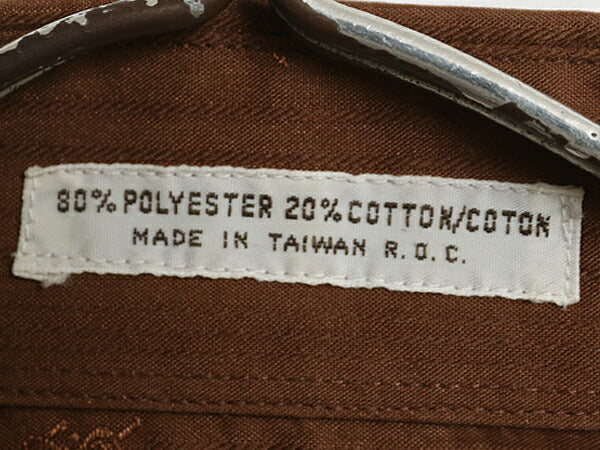 80% POLYESTER 20% COTTON/COTON
MADE IN TAIWAN R.O.C.